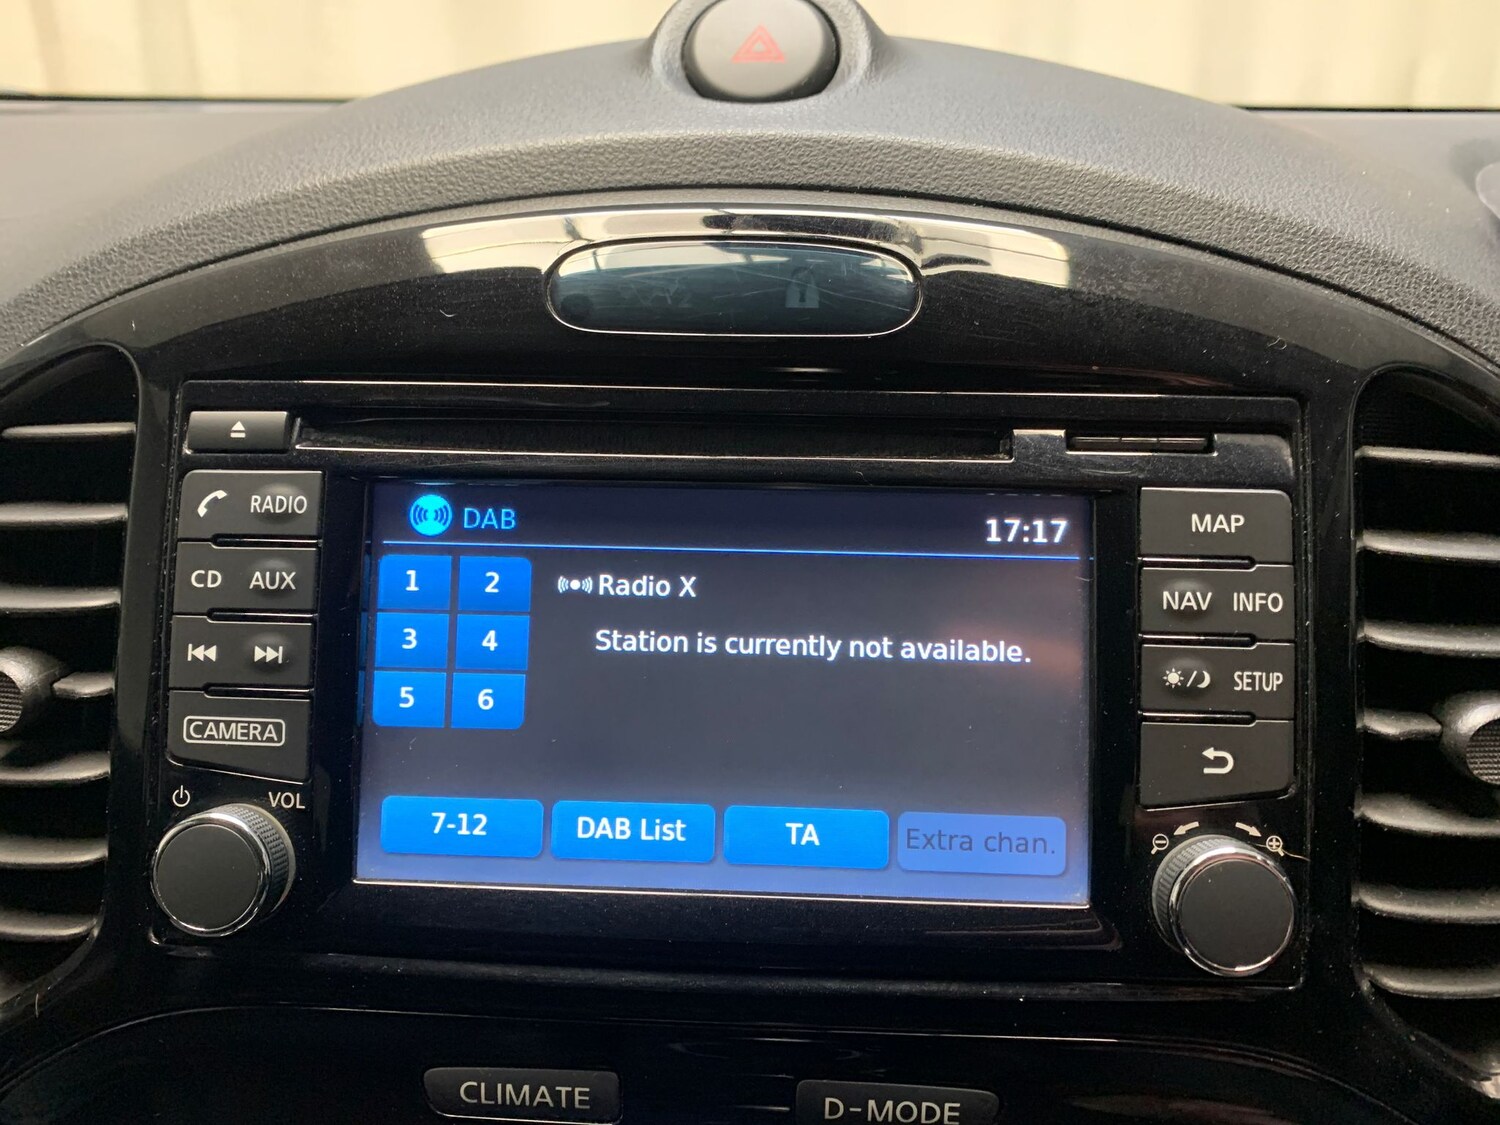 RADIO
CD AUX
CAMERA
VOL
DAB
17:17
1 2
3 4
5 6
Radio X
Station is currently not available.
7-12 DAB List TA Extra chan.
MAP
NAV INFO
SETUP
CLIMATE
D-MODE